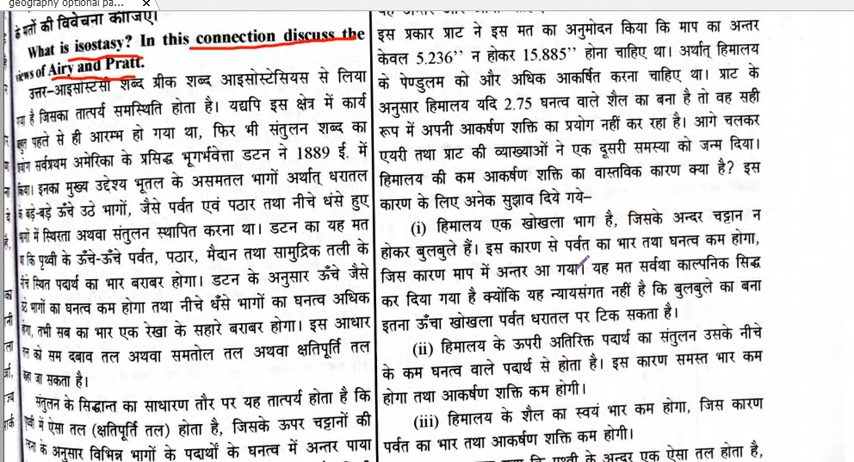 geography optional pa...
मतों की विवेचना कीजिए।
What is isostasy? In this connection discuss the
views of Airy and Pratt.
उत्तर-आइसोस्टेसी शब्द ग्रीक शब्द आइसोस्टेसियस से लिया
गया है जिसका तात्पर्य समस्थिति होता है। यद्यपि इस क्षेत्र में कार्य
बहुत पहले से ही आरम्भ हो गया था, फिर भी संतुलन शब्द का
प्रयोग सर्वप्रथम अमेरिका के प्रसिद्ध भूगर्भवेत्ता डटन ने 1889 ई. में
किया। इनका मुख्य उद्देश्य भूतल के असमतल भागों अर्थात् धरातल
के बड़े-बड़े ऊँचे उठे भागों, जैसे पर्वत एवं पठार तथा नीचे धंसे हुए
भागों में स्थिरता अथवा संतुलन स्थापित करना था। डटन का यह मत
था कि पृथ्वी के ऊँचे-ऊँचे पर्वत, पठार, मैदान तथा सामुद्रिक तली के
नीचे स्थित पदार्थ का भार बराबर होगा। डटन के अनुसार ऊँचे जैसे
उठे भागों का घनत्व कम होगा तथा नीचे धँसे भागों का घनत्व अधिक
होगा, तभी सब का भार एक रेखा के सहारे बराबर होगा। इस आधार
तल को सम दबाव तल अथवा समतोल तल अथवा क्षतिपूर्ति तल
कहा जा सकता है।
संतुलन के सिद्धान्त का साधारण तौर पर यह तात्पर्य होता है कि
पृथ्वी में ऐसा तल (क्षतिपूर्ति तल) होता है, जिसके ऊपर चट्टानों की
के अनुसार विभिन्न भागों के पदार्थों के घनत्व में अन्तर पाया
इस प्रकार प्राट ने इस मत का अनुमोदन किया कि माप का अन्तर
केवल 5.236'' न होकर 15.885'' होना चाहिए था। अर्थात् हिमालय
के पेण्डुलम को और अधिक आकर्षित करना चाहिए था। प्राट के
अनुसार हिमालय यदि 2.75 घनत्व वाले शैल का बना है तो वह सही
रूप में अपनी आकर्षण शक्ति का प्रयोग नहीं कर रहा है। आगे चलकर
एयरी तथा प्राट की व्याख्याओं ने एक दूसरी समस्या को जन्म दिया।
हिमालय की कम आकर्षण शक्ति का वास्तविक कारण क्या है? इस
कारण के लिए अनेक सुझाव दिये गये–
(i) हिमालय एक खोखला भाग है, जिसके अन्दर चट्टान न
होकर बुलबुले हैं। इस कारण से पर्वत का भार तथा घनत्व कम होगा,
जिस कारण माप में अन्तर आ गया। यह मत सर्वथा काल्पनिक सिद्ध
कर दिया गया है क्योंकि यह न्यायसंगत नहीं है कि बुलबुले का बना
इतना ऊँचा खोखला पर्वत धरातल पर टिक सकता है।
(ii) हिमालय के ऊपरी अतिरिक्त पदार्थ का संतुलन उसके नीचे
के कम घनत्व वाले पदार्थ से होता है। इस कारण समस्त भार कम
होगा तथा आकर्षण शक्ति कम होगी।
(iii) हिमालय के शैल का स्वयं भार कम होगा, जिस कारण
पर्वत का भार तथा आकर्षण शक्ति कम होगी।
कि पृथ्वी के अन्दर एक ऐसा तल होता है,